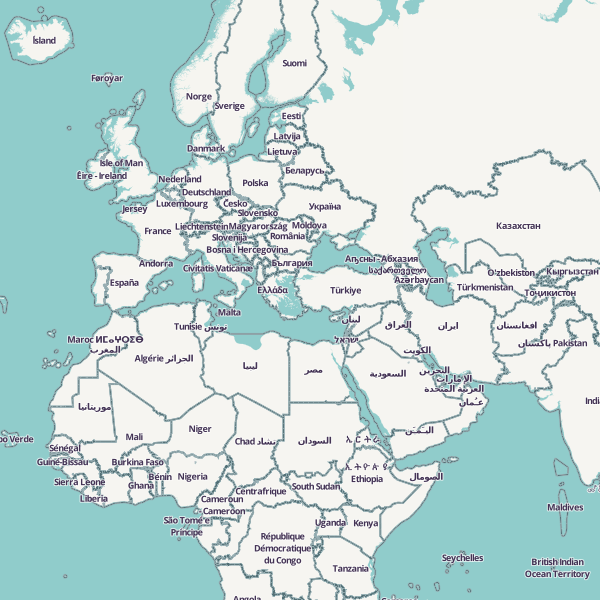 Ísland
Suomi
Føroyar
Norge
Sverige
Eesti
Latvija
Danmark
Lietuva
Isle of Man
Беларусь
Éire - Ireland
Nederland
Polska
Deutschland
Jersey
Luxembourg
Česko
Україна
Slovensko
Казахстан
France
Liechtenstein
Magyarország
Moldova
Slovenija
România
Bosna i Hercegovina
Andorra
Civitatis Vaticanæ
България
Аҧсны - Абхазия
საქართველო
O'zbekiston
Кыргызстан
España
Azərbaycan
Türkmenistan
Тоҷикистон
Ελλάδα
Türkiye
Malta
Tunisie تونس
لبنان
العراق
ایران
افغانستان
Maroc ⵍⵎⵖⵔⵉⴱ
المغرب
ישראל
پاکستان Pakistan
Algérie الجزائر
الكويت
ليبيا
مصر
السعودية
البحرين
الإمارات
العربية المتحدة
عُمان
موريتانيا
India
Cabo Verde
Mali
Niger
Chad تشاد
السودان
ኤርትራ
اليَمَن
Sénégal
Guiné-Bissau
Burkina Faso
ኢትዮጵያ
Ethiopia
الصومال
Sierra Leone
Ghana
Bénin
Nigeria
Centrafrique
South Sudan
Liberia
Cameroun
Cameroon
Maldives
São Tomé e
Príncipe
Uganda
Kenya
République
Démocratique
du Congo
Seychelles
British Indian
Ocean Territory
Tanzania
Angola